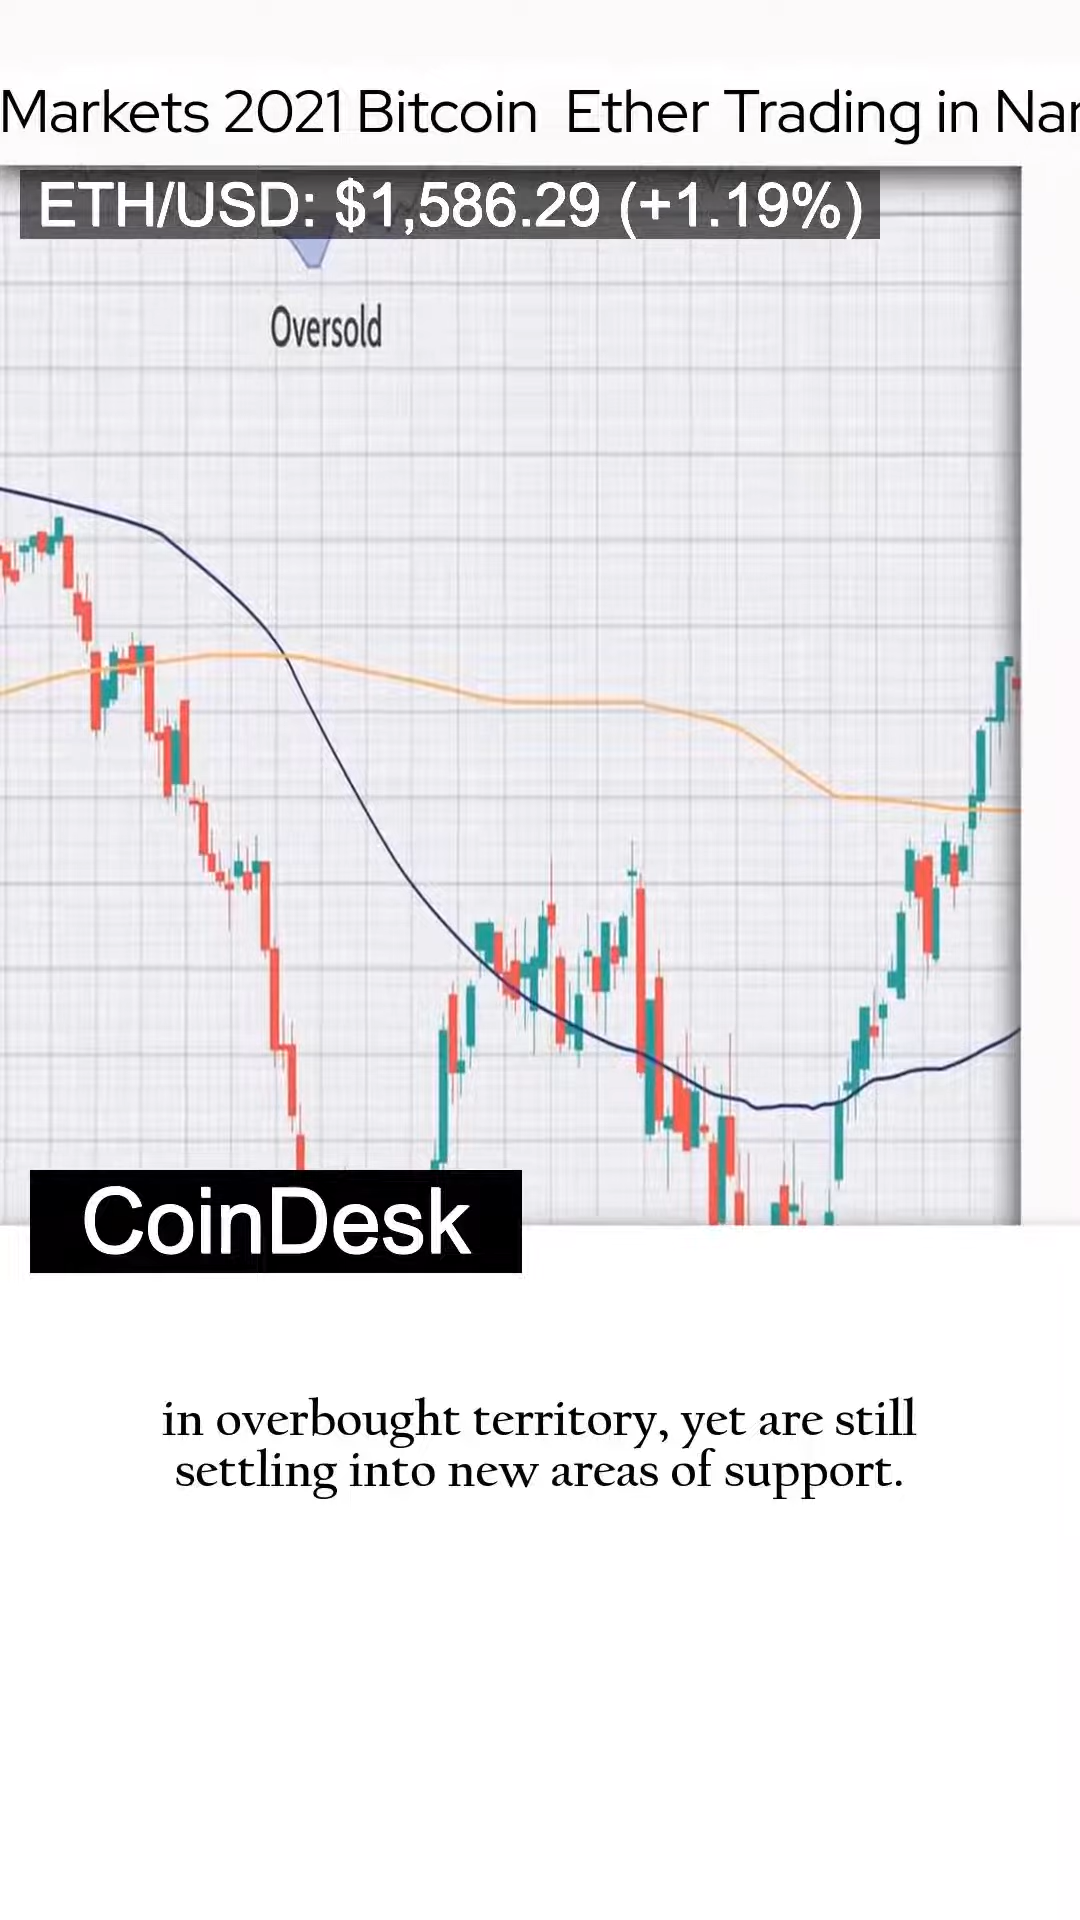 Markets 2021 Bitcoin Ether Trading in
ETH/USD: $1,586.29 (+1.19%)
Oversold
CoinDesk
in overbought territory, yet are still
settling into new areas of support.